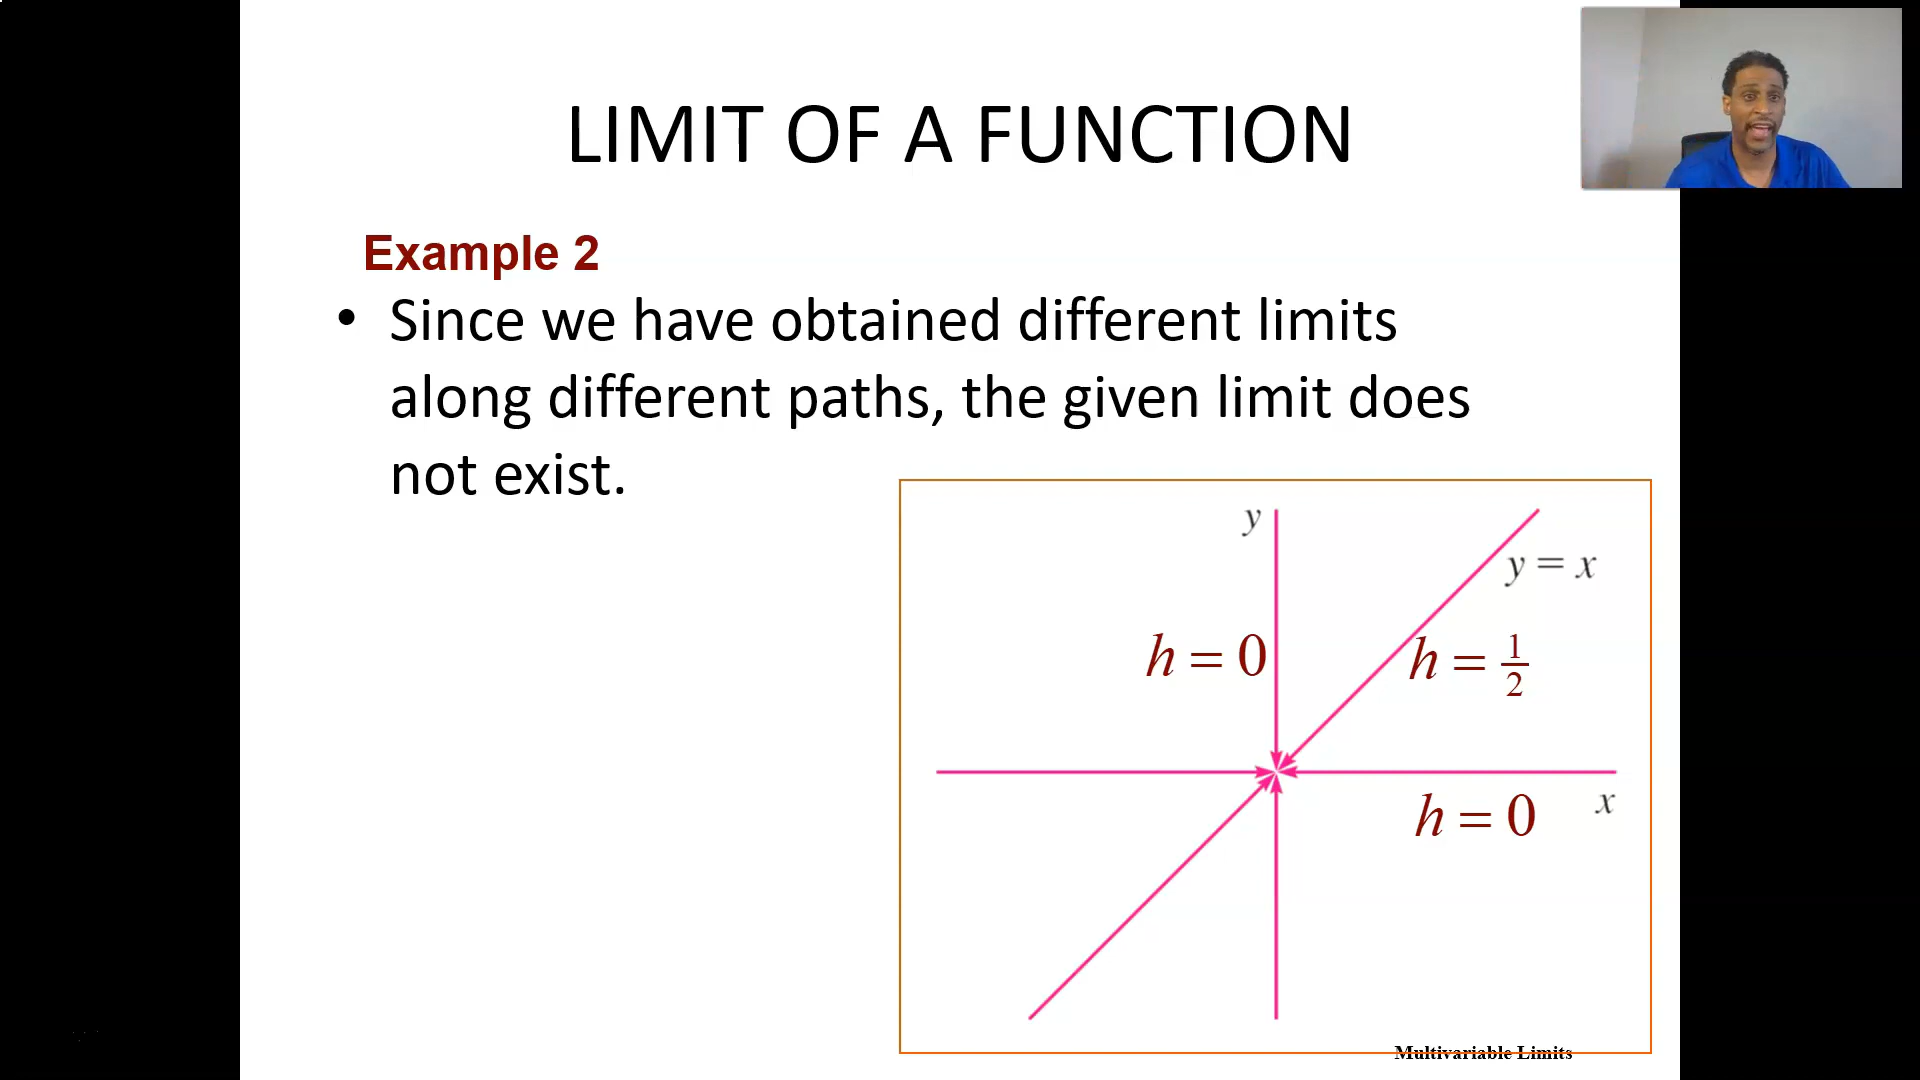 LIMIT OF A FUNCTION
Example 2
• Since we have obtained different limits
along different paths, the given limit does
not exist.
y
y = x
h = 0
h = 1/2
h = 0
x
Multivariable Limits